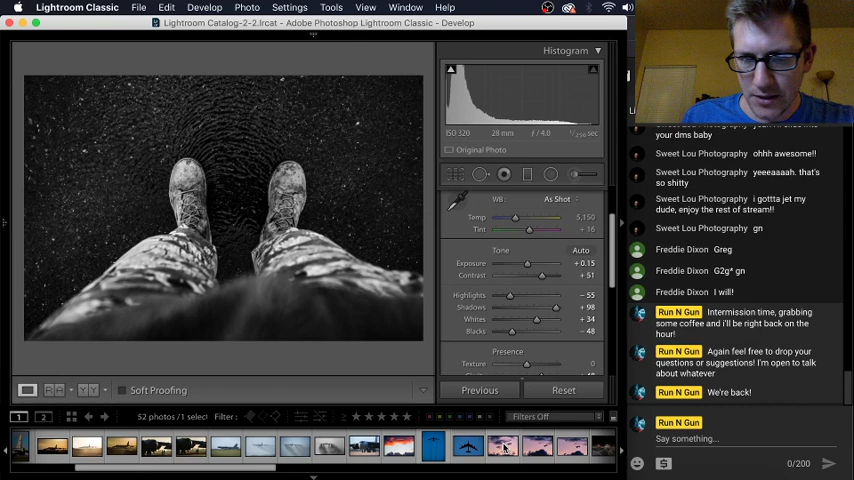 Lightroom Classic File Edit Develop Photo Settings Tools View Window Help
Lightroom Catalog-2-2.lrcat - Adobe Photoshop Lightroom Classic - Develop
Histogram
ISO 320 28 mm ƒ / 4.0 1/256 sec
Original Photo
WB: As Shot
Temp 5,150
Tint + 16
Tone Auto
Exposure + 0.15
Contrast + 51
Highlights - 55
Shadows + 98
Whites + 34
Blacks - 48
Presence
Texture 0
Previous Reset
Soft Proofing
1 2 52 photos /1 select Filter : Filters Off
your dms baby
Sweet Lou Photography ohhh awesome!!
Sweet Lou Photography yeeeaaaah. that's
so shitty
Sweet Lou Photography i gottta jet my
dude, enjoy the rest of stream!!
Sweet Lou Photography gn
Freddie Dixon Greg
Freddie Dixon G2g* gn
Freddie Dixon I will!
Run N Gun Intermission time, grabbing
some coffee and i'll be right back on the
hour!
Run N Gun Again feel free to drop your
questions or suggestions! I'm open to talk
about whatever
Run N Gun We're back!
Run N Gun
Say something...
0/200